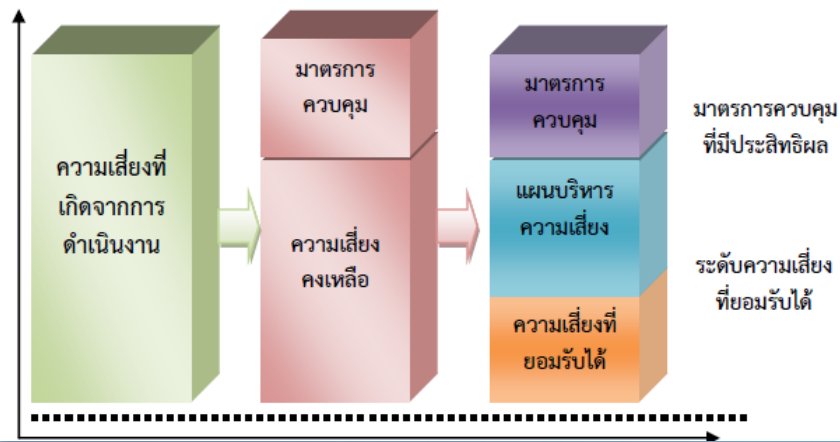 ความเสี่ยงที่
เกิดจากการ
ดำเนินงาน
มาตรการ
ควบคุม
ความเสี่ยง
คงเหลือ
มาตรการ
ควบคุม
แผนบริหาร
ความเสี่ยง
ความเสี่ยงที่
ยอมรับได้
มาตรการควบคุม
ที่มีประสิทธิผล
ระดับความเสี่ยง
ที่ยอมรับได้